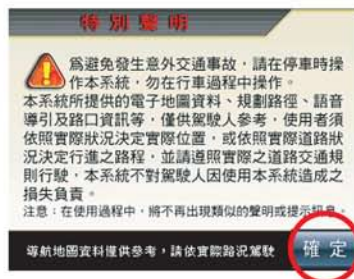 特別聲明
為避免發生意外交通事故，請在停車時操
作本系統，勿在行車過程中操作。
本系統所提供的電子地圖資料、規劃路徑、語音
導引及路口資訊等，僅供駕駛人參考，使用者須
依照實際狀況決定實際位置，或依照實際道路狀
況決定行進之路程，並請遵照實際之道路交通規
則行駛，本系統不對駕駛人因使用本系統造成之
損失負責。
注意：在使用過程中，將不再出現類似的聲明或提示訊息。
導航地圖資料僅供參考，請依實際路況駕駛
確定